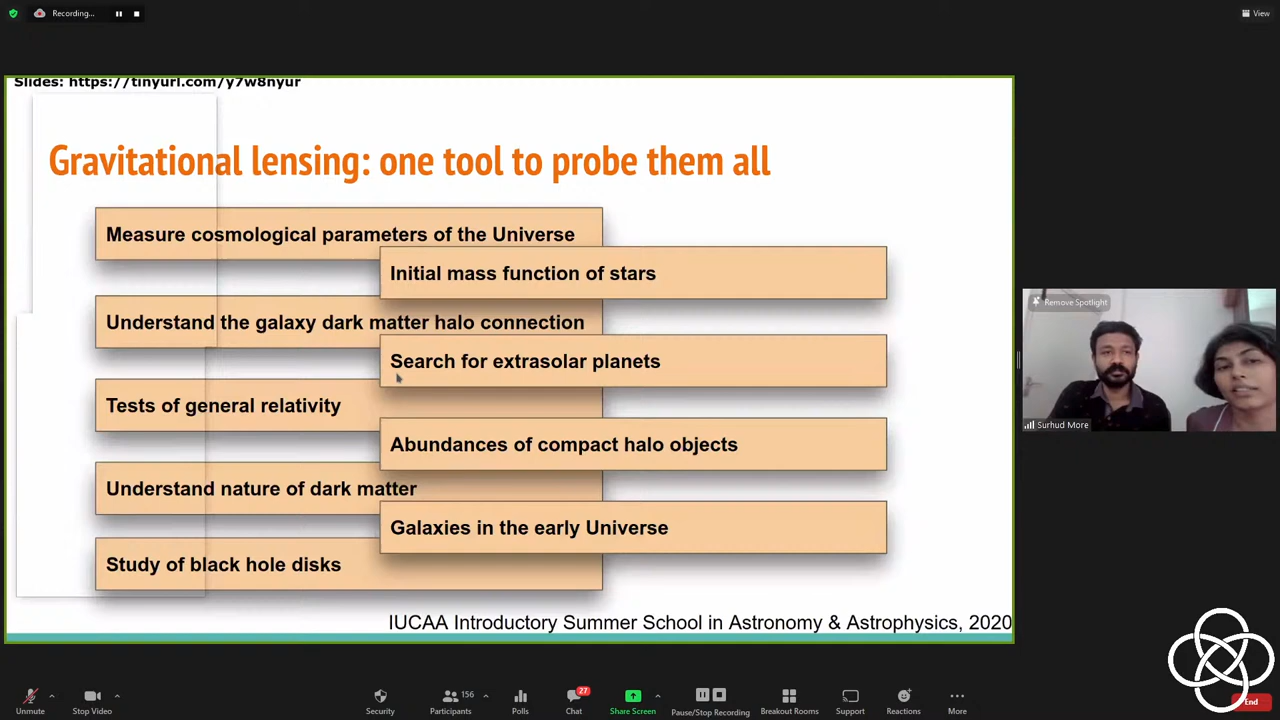 Recording...
View
Slides: https://tinyurl.com/y7w8nyur
Gravitational lensing: one tool to probe them all
Measure cosmological parameters of the Universe
Initial mass function of stars
Understand the galaxy dark matter halo connection
Search for extrasolar planets
Tests of general relativity
Abundances of compact halo objects
Understand nature of dark matter
Galaxies in the early Universe
Study of black hole disks
IUCAA Introductory Summer School in Astronomy & Astrophysics, 2020
Remove Spotlight
Surhud More
Unmute
Stop Video
Security
156
Participants
Polls
27
Chat
Share Screen
Pause/Stop Recording
Breakout Rooms
Support
Reactions
More
End